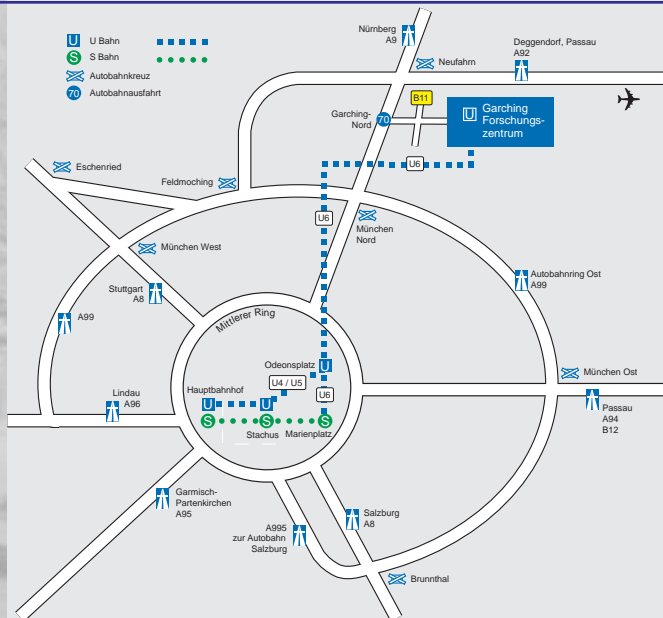 U U Bahn
S S Bahn
Autobahnkreuz
70 Autobahnausfahrt
Nürnberg
A9
Neufahrn
Deggendorf, Passau
A92
B11
Garching-
Nord
70
U Garching
Forschungs-
zentrum
U6
Eschenried
Feldmoching
U6
München
Nord
München West
Stuttgart
A8
Autobahnring Ost
A99
A99
Mittlerer Ring
Odeonsplatz U
U4 / U5
U6
Hauptbahnhof
U U
S S S
Stachus Marienplatz
München Ost
Lindau
A96
Passau
A94
B12
Garmisch-
Partenkirchen
A95
Salzburg
A8
A995
zur Autobahn
Salzburg
Brunnthal